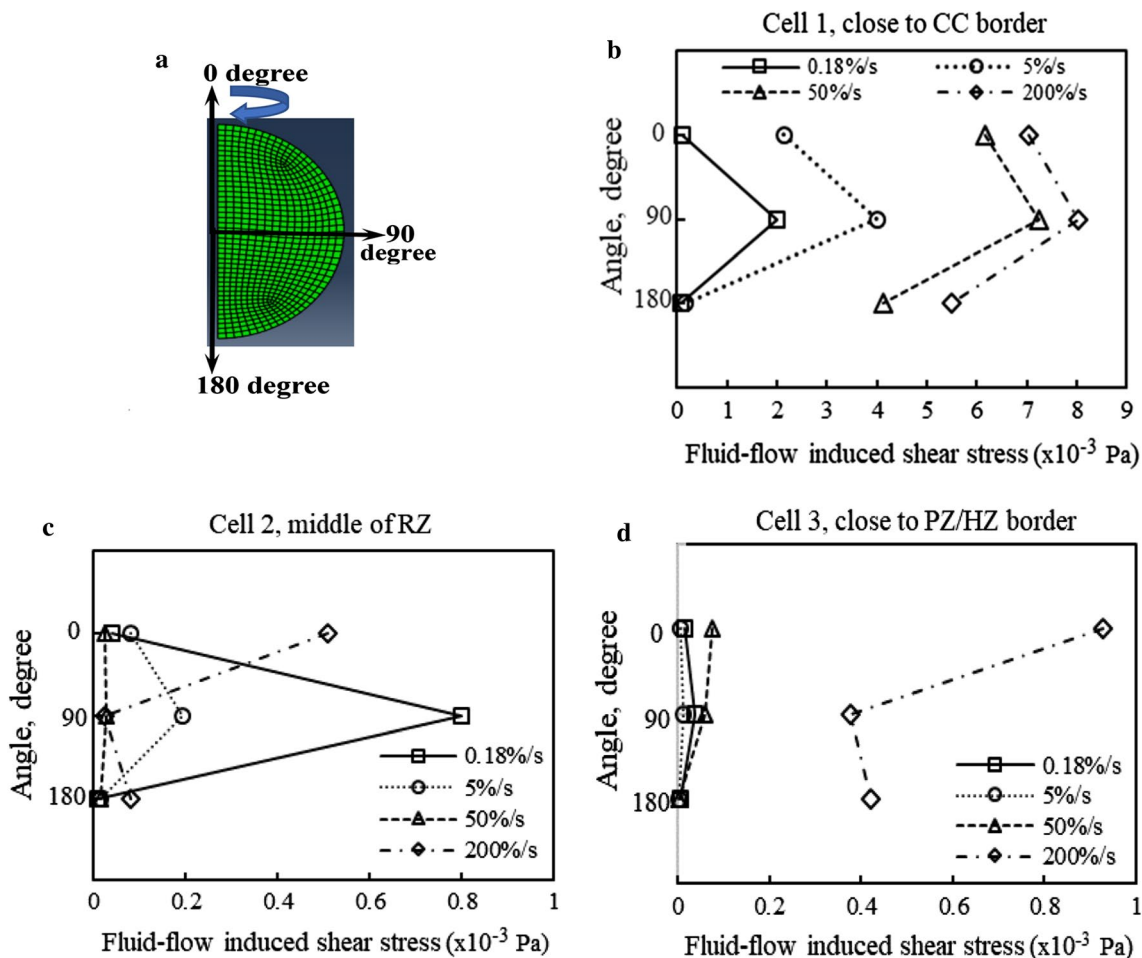 a
0 degree
90
degree
180 degree
b
Cell 1, close to CC border
0.18%/s
5%/s
50%/s
200%/s
0
90
180
Angle, degree
0 1 2 3 4 5 6 7 8 9
Fluid-flow induced shear stress (x10⁻³ Pa)
c
Cell 2, middle of RZ
0
90
180
Angle, degree
0.18%/s
5%/s
50%/s
200%/s
0 0.2 0.4 0.6 0.8 1
Fluid-flow induced shear stress (x10⁻³ Pa)
d
Cell 3, close to PZ/HZ border
0
90
180
Angle, degree
0.18%/s
5%/s
50%/s
200%/s
0 0.2 0.4 0.6 0.8 1
Fluid-flow induced shear stress (x10⁻³ Pa)